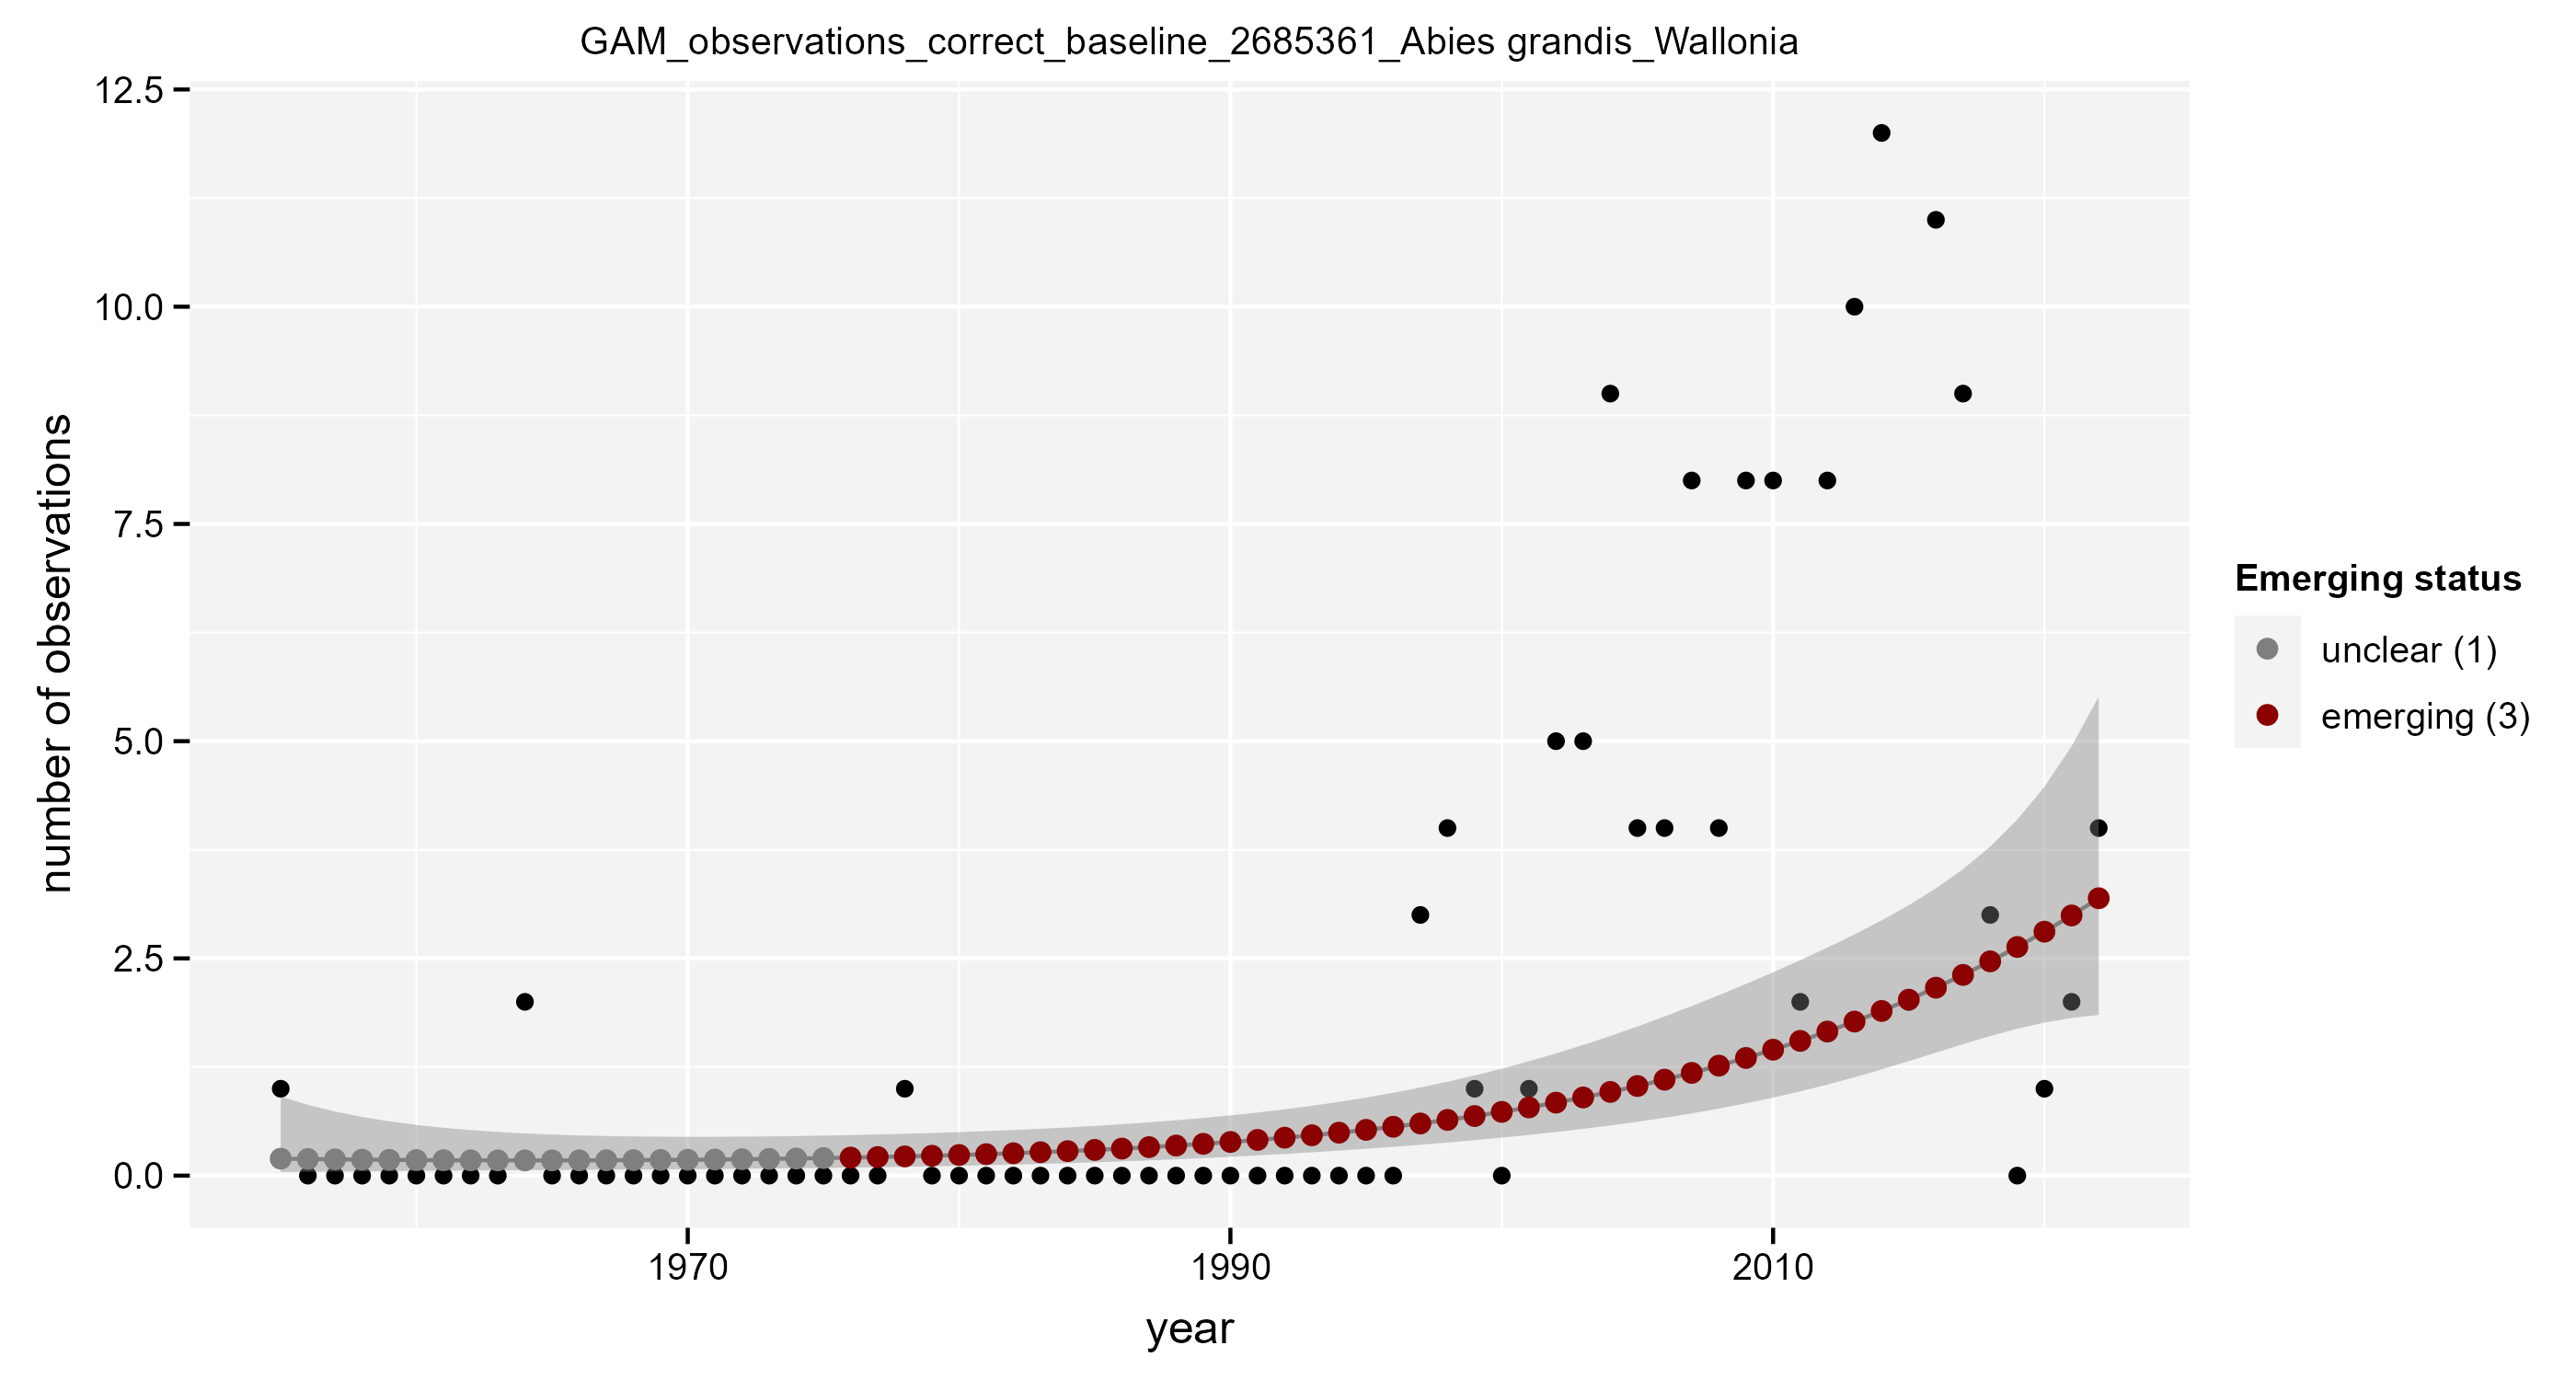 GAM_observations_correct_baseline_2685361_Abies grandis_Wallonia
12.5
10.0
7.5
5.0
2.5
0.0
number of observations
1970
1990
2010
year
Emerging status
unclear (1)
emerging (3)